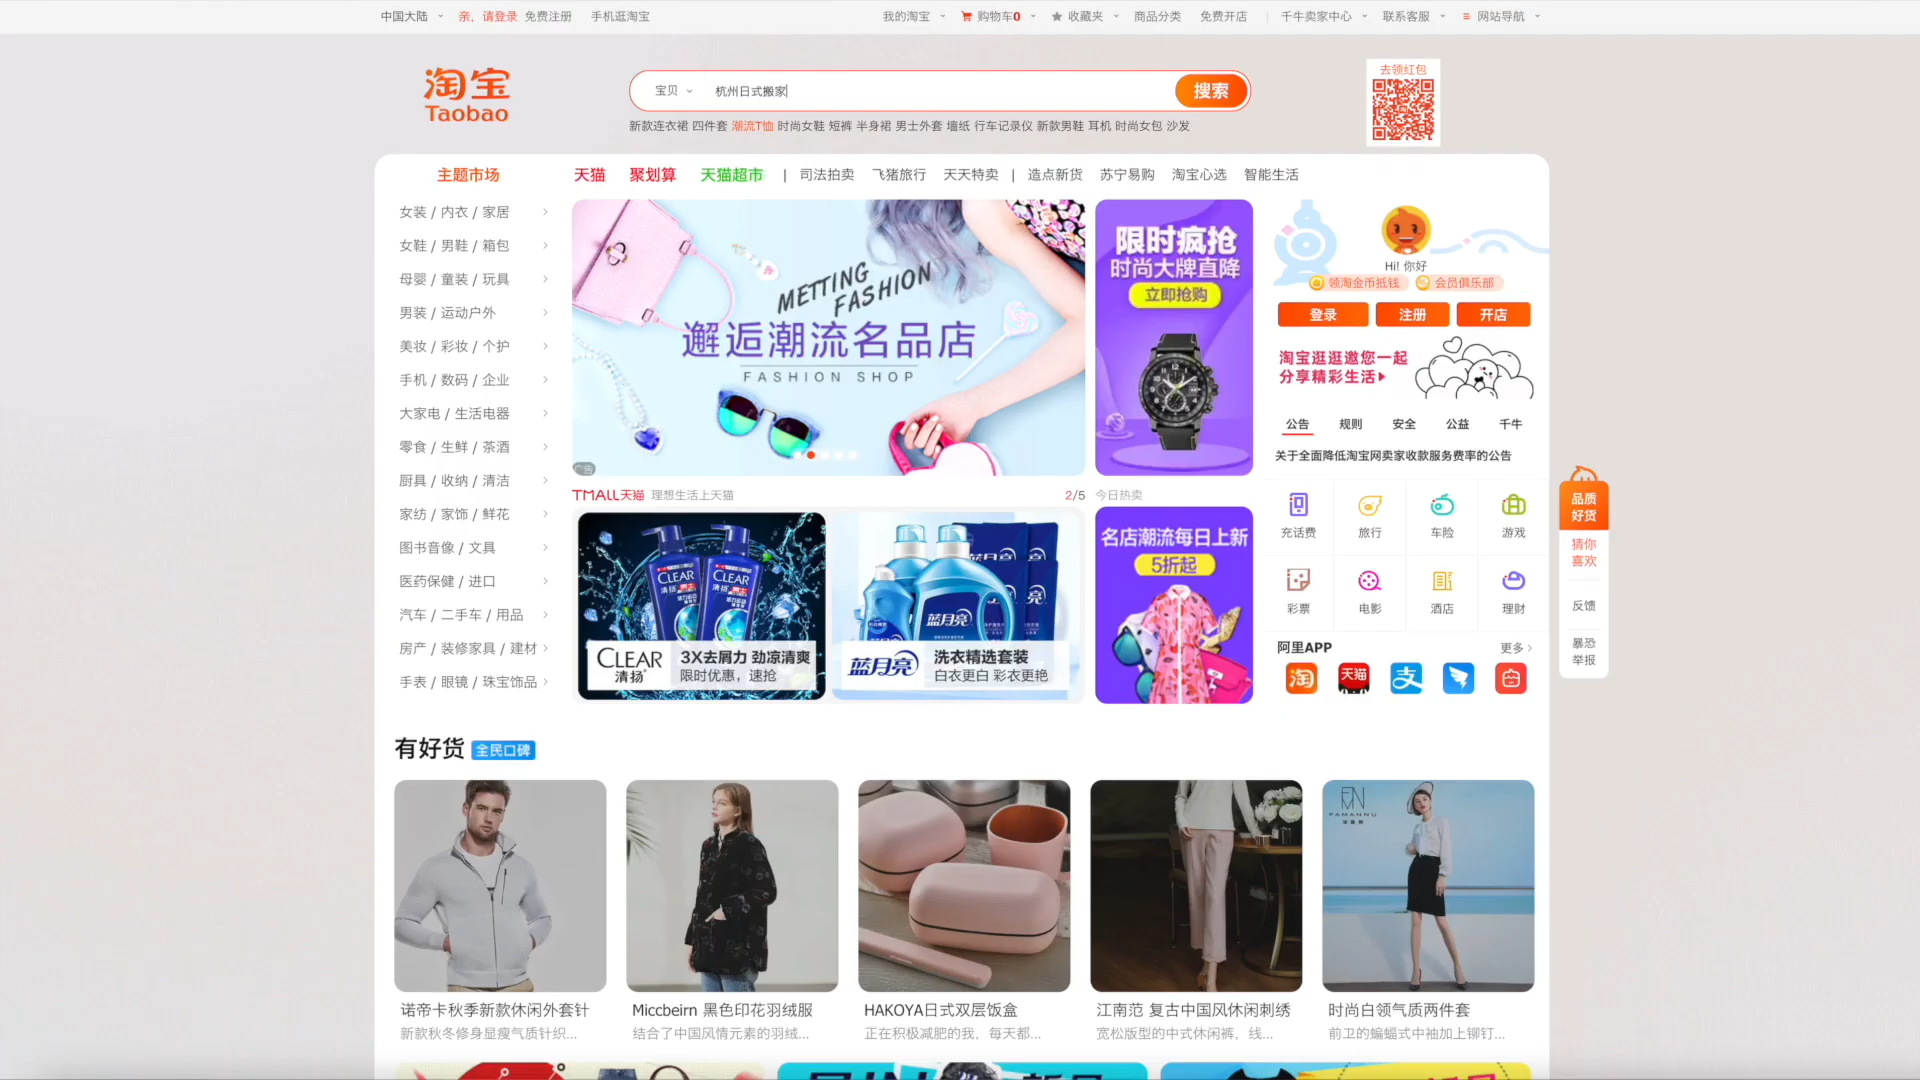 中国大陆 亲，请登录 免费注册 手机逛淘宝 我的淘宝 购物车0 收藏夹 商品分类 免费开店 千牛卖家中心 联系客服 网站导航
淘宝
Taobao
宝贝 杭州日式搬家
搜索
去领红包
新款连衣裙 四件套 潮流T恤 时尚女鞋 短裤 半身裙 男士外套 墙纸 行车记录仪 新款男鞋 耳机 时尚女包 沙发
主题市场 天猫 聚划算 天猫超市 | 司法拍卖 飞猪旅行 天天特卖 | 造点新货 苏宁易购 淘宝心选 智能生活
女装 / 内衣 / 家居
女鞋 / 男鞋 / 箱包
母婴 / 童装 / 玩具
男装 / 运动户外
美妆 / 彩妆 / 个护
手机 / 数码 / 企业
大家电 / 生活电器
零食 / 生鲜 / 茶酒
厨具 / 收纳 / 清洁
家纺 / 家饰 / 鲜花
图书音像 / 文具
医药保健 / 进口
汽车 / 二手车 / 用品
房产 / 装修家具 / 建材
手表 / 眼镜 / 珠宝饰品
METTING
FASHION
邂逅潮流名品店
FASHION SHOP
广告
限时疯抢
时尚大牌直降
立即抢购
Hi! 你好
领淘金币抵钱 会员俱乐部
登录 注册 开店
淘宝逛逛邀您一起
分享精彩生活
公告 规则 安全 公益 千牛
关于全面降低淘宝网卖家收款服务费率的公告
TMALL天猫 理想生活上天猫 2/5
今日热卖
CLEAR
清扬
CLEAR
清扬
CLEAR
清扬
3X去屑力 劲凉清爽
限时优惠，速抢
蓝月亮
蓝月亮
洗衣精选套装
白衣更白 彩衣更艳
名店潮流每日上新
5折起
充话费 旅行 车险 游戏
彩票 电影 酒店 理财
阿里APP 更多
淘 天猫 支
品质
好货
猜你
喜欢
反馈
暴恐
举报
有好货 全民口碑
FAMANNU
诺帝卡秋季新款休闲外套针
新款秋冬修身显瘦气质针织...
Miccbeirn 黑色印花羽绒服
结合了中国风情元素的羽绒...
HAKOYA日式双层饭盒
正在积极减肥的我，每天都...
江南范 复古中国风休闲刺绣
宽松版型的中式休闲裤，线...
时尚白领气质两件套
前卫的蝙蝠式中袖加上铆钉...